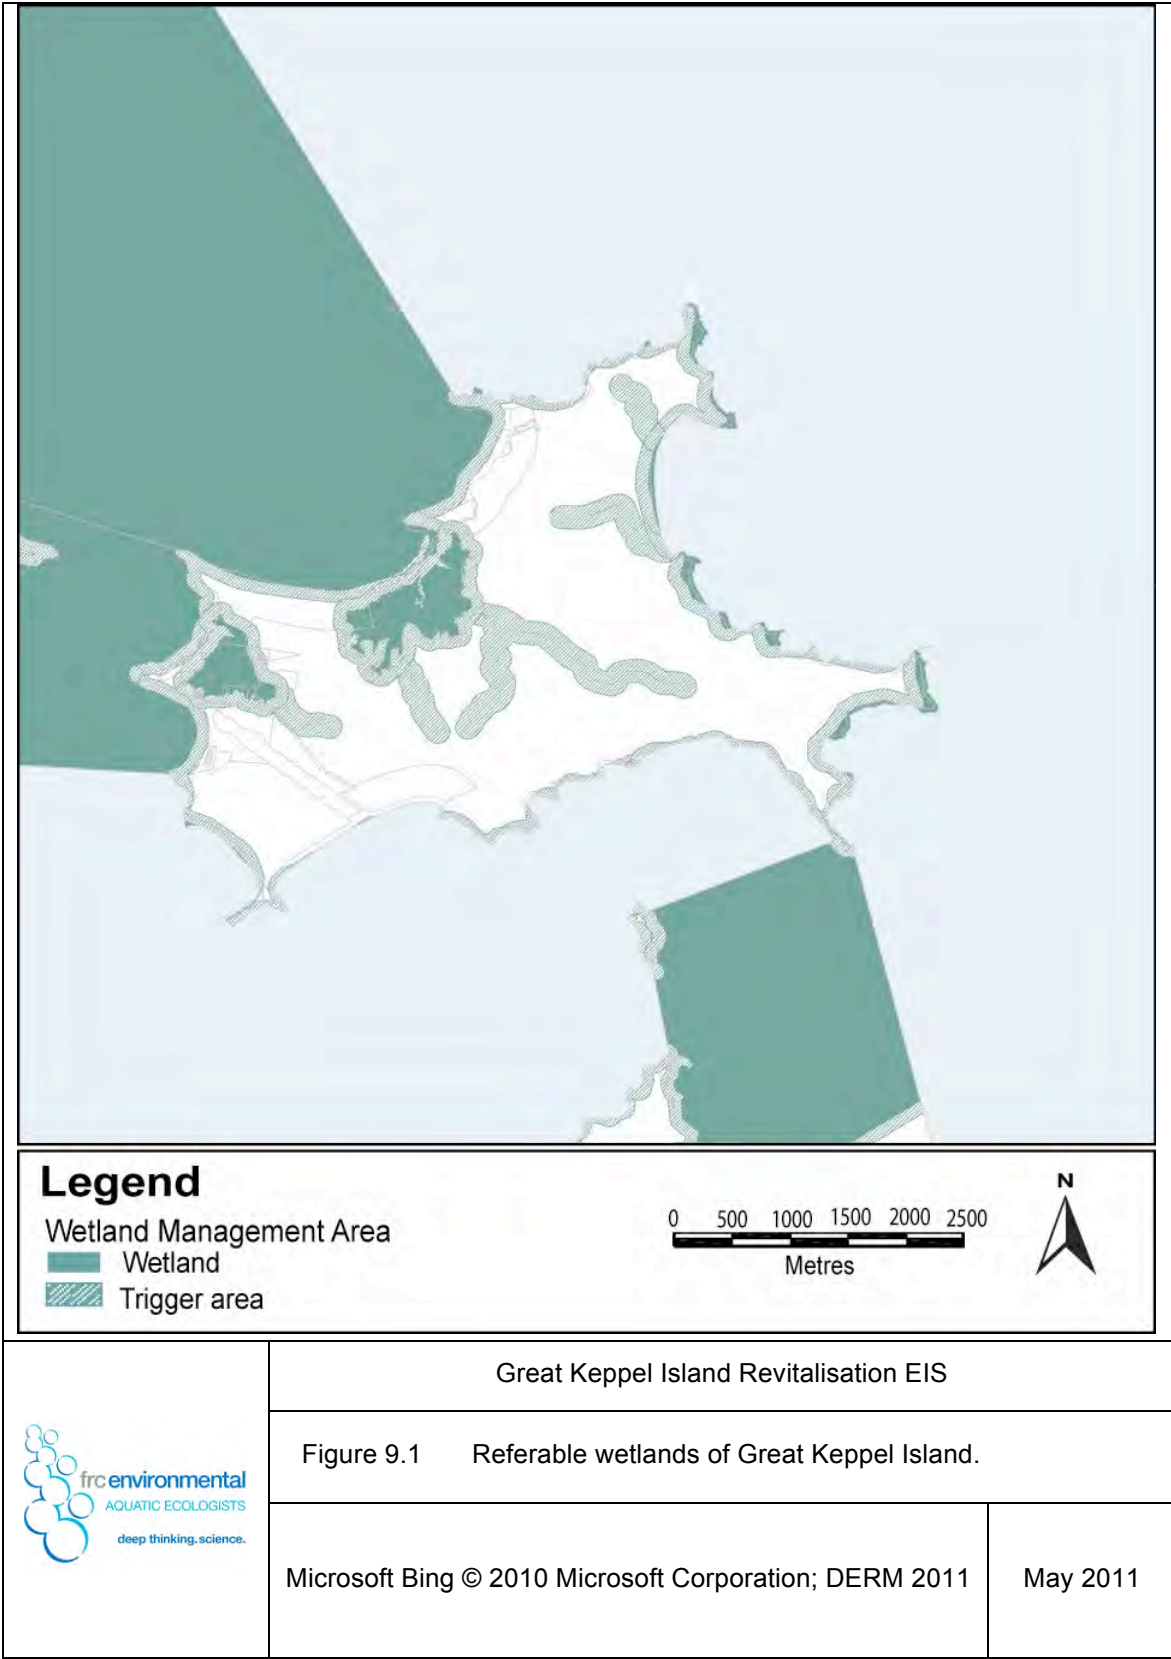 Legend
Wetland Management Area
Wetland
Trigger area
0 500 1000 1500 2000 2500
Metres
N
frc environmental
AQUATIC ECOLOGISTS
deep thinking. science.
Great Keppel Island Revitalisation EIS
Figure 9.1 Referable wetlands of Great Keppel Island.
Microsoft Bing © 2010 Microsoft Corporation; DERM 2011
May 2011